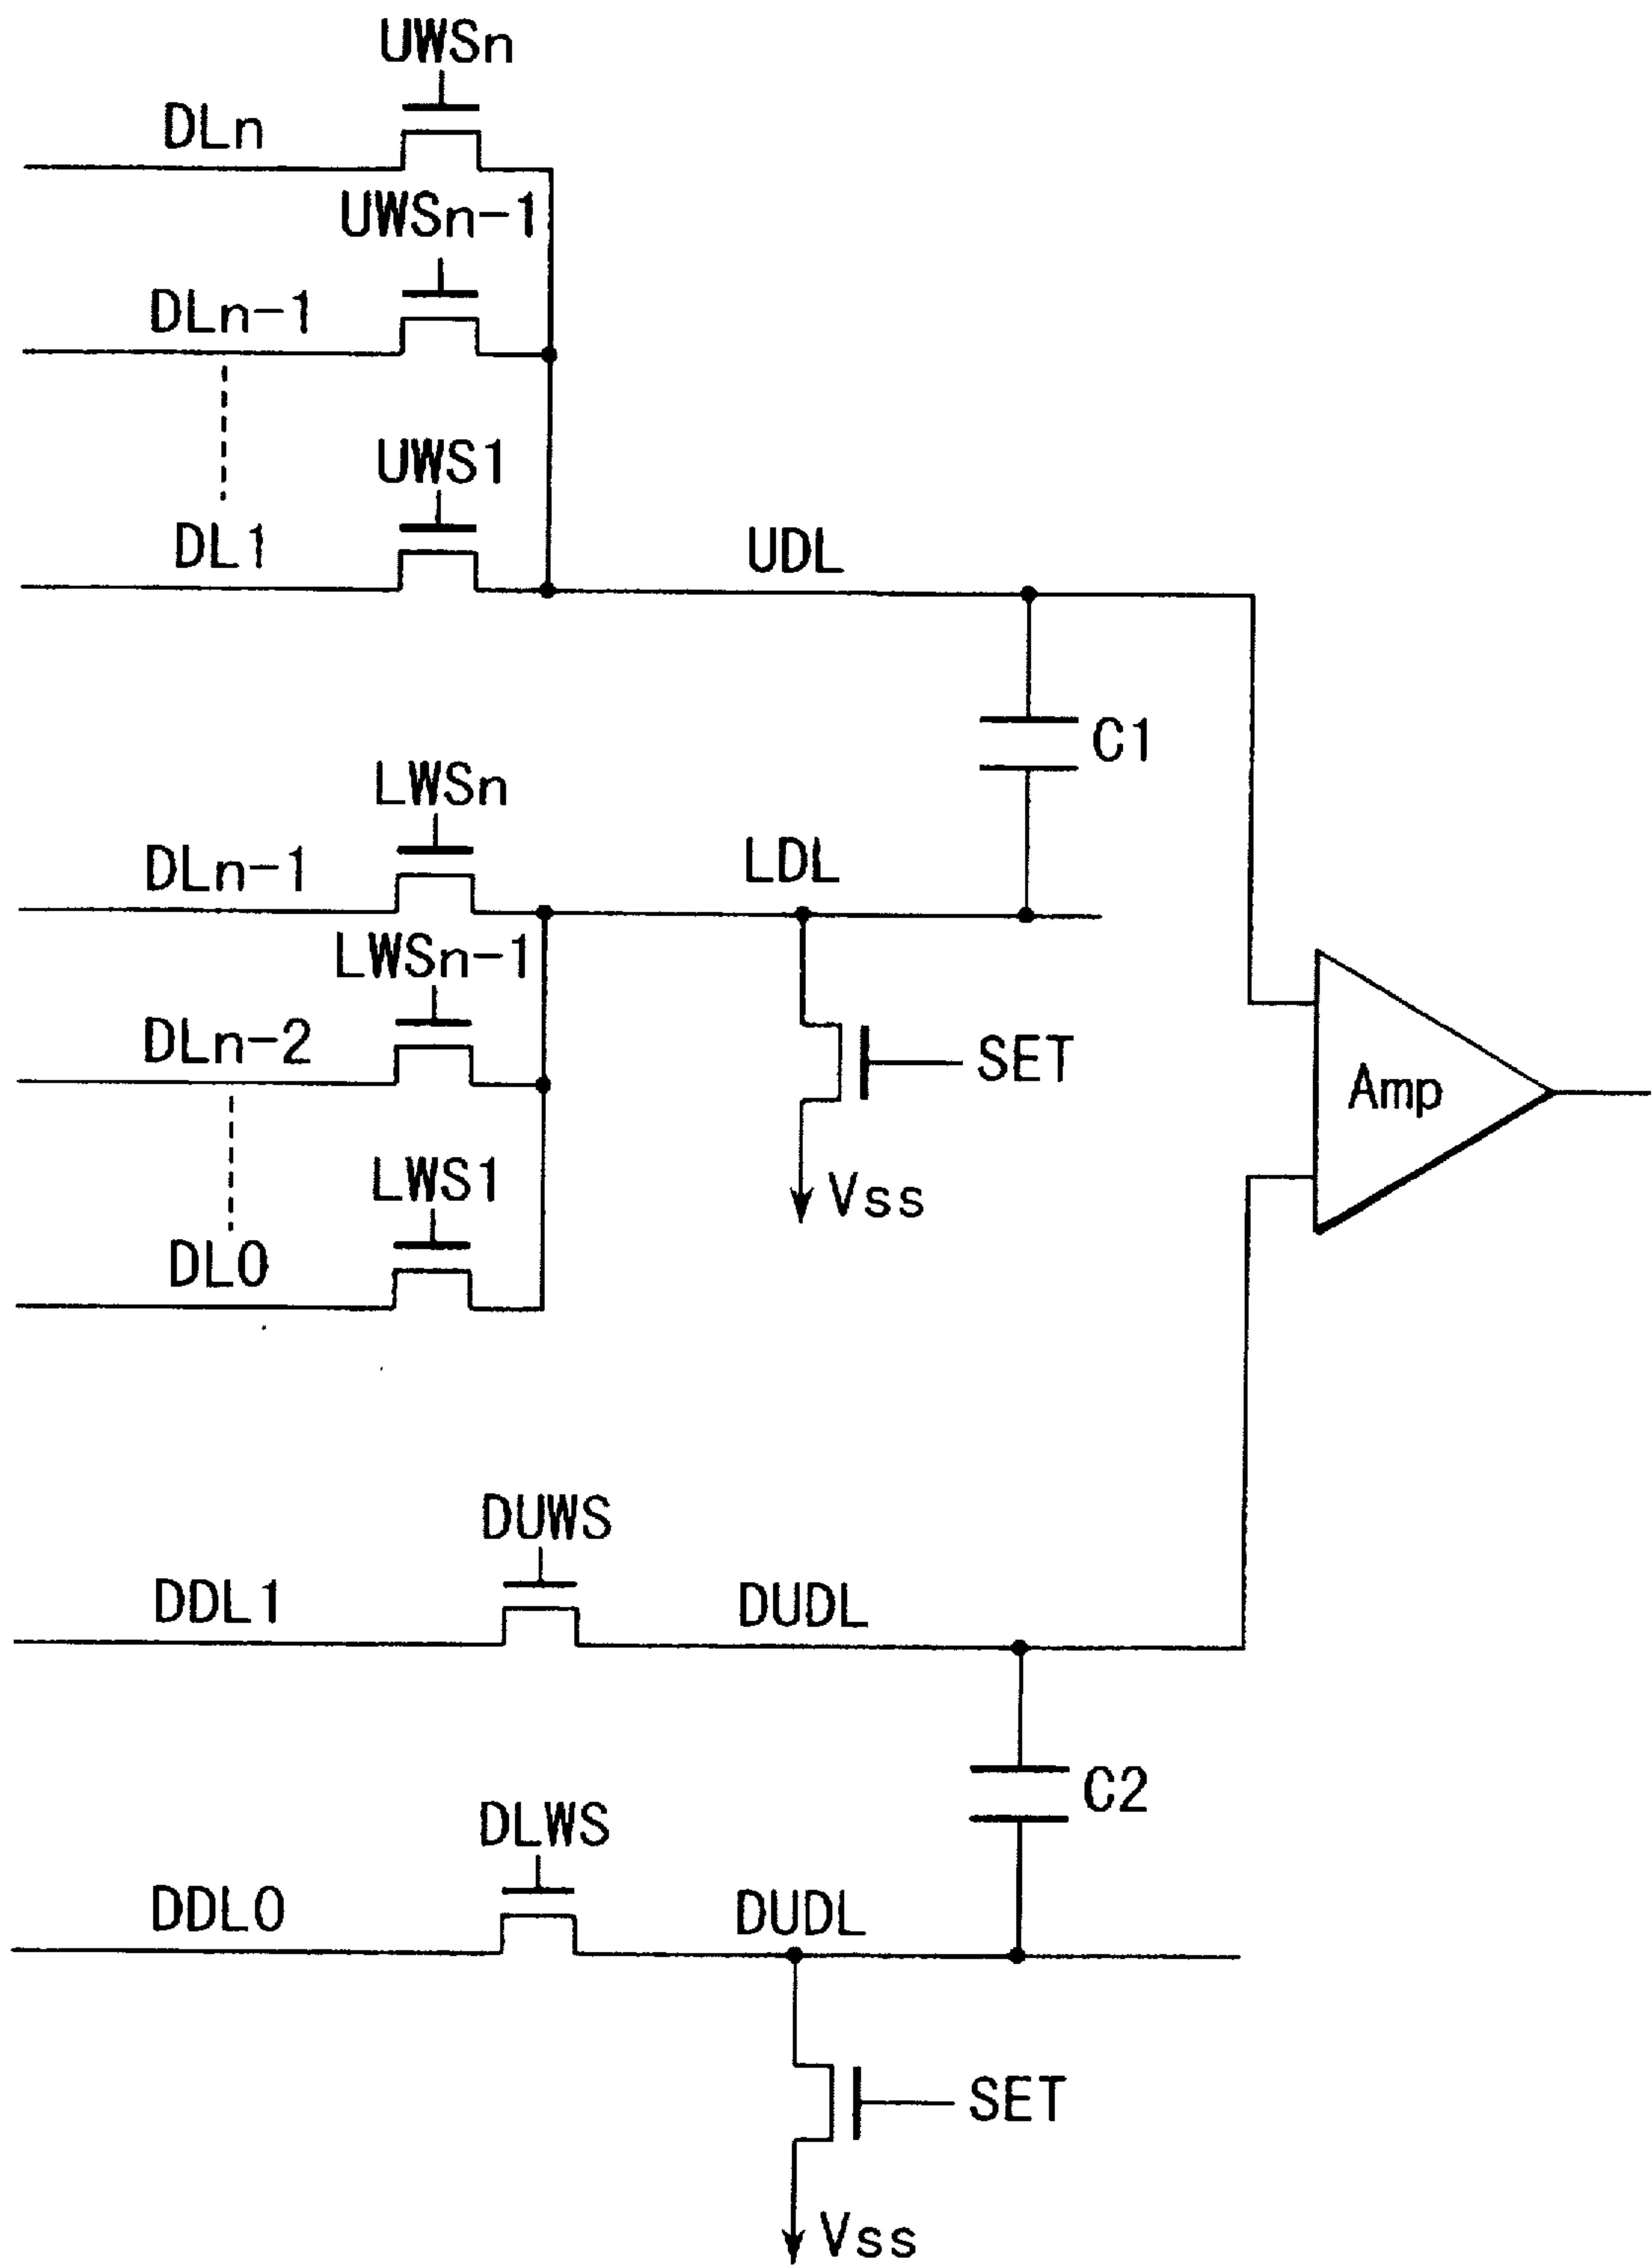 UWSn
DLn
UWSn-1
DLn-1
UWS1
DL1
UDL
C1
LWSn
DLn-1
LDL
LWSn-1
DLn-2
SET
Amp
LWS1
Vss
DL0
DUWS
DDL1
DUDL
C2
DLWS
DDL0
DUDL
SET
Vss